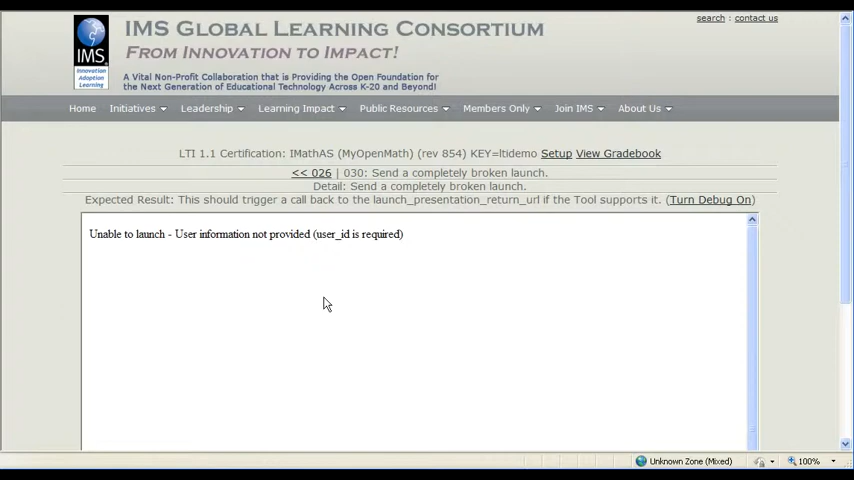 search : contact us
IMS GLOBAL LEARNING CONSORTIUM
FROM INNOVATION TO IMPACT!
IMS
Innovation
Adoption
Learning
A Vital Non-Profit Collaboration that is Providing the Open Foundation for
the Next Generation of Educational Technology Across K-20 and Beyond!
Home Initiatives Leadership Learning Impact Public Resources Members Only Join IMS About Us
LTI 1.1 Certification: IMathAS (MyOpenMath) (rev 854) KEY=ltidemo Setup View Gradebook
<< 026 | 030: Send a completely broken launch.
Detail: Send a completely broken launch.
Expected Result: This should trigger a call back to the launch_presentation_return_url if the Tool supports it. (Turn Debug On)
Unable to launch - User information not provided (user_id is required)
Unknown Zone (Mixed) 100%